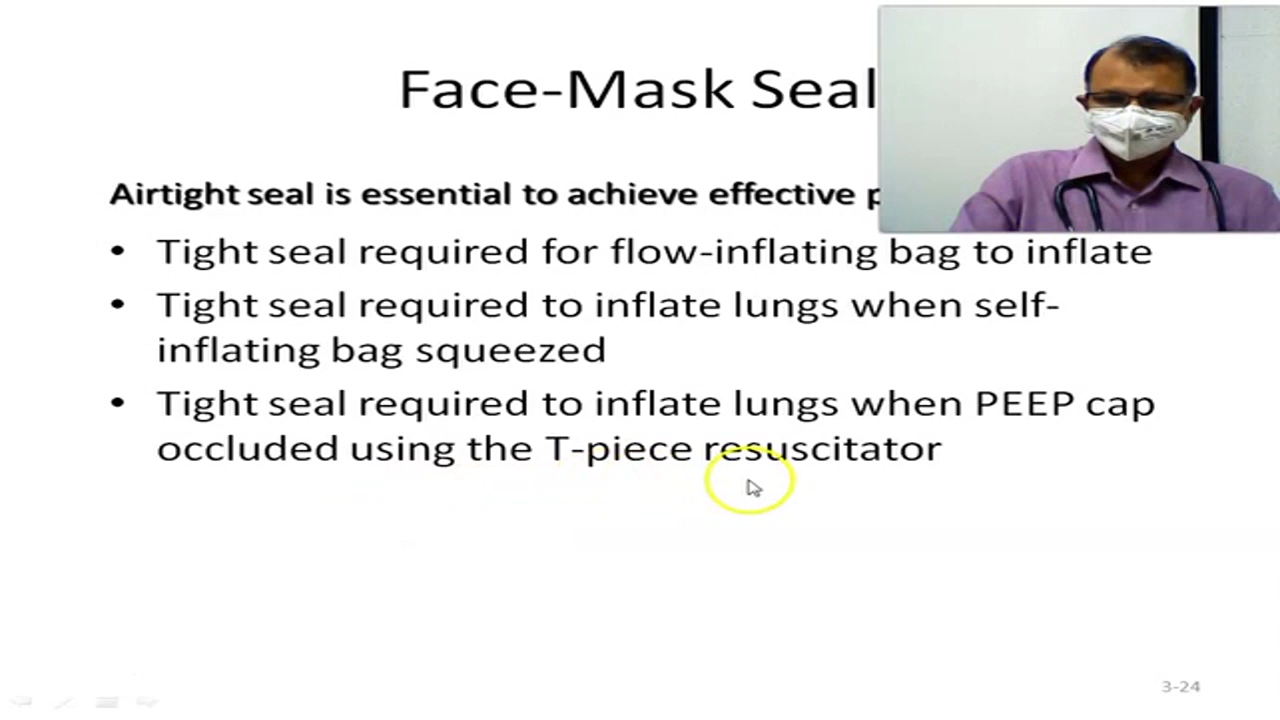 Face-Mask Seal
Airtight seal is essential to achieve effective
• Tight seal required for flow-inflating bag to inflate
• Tight seal required to inflate lungs when self-
inflating bag squeezed
• Tight seal required to inflate lungs when PEEP cap
occluded using the T-piece resuscitator
3-24